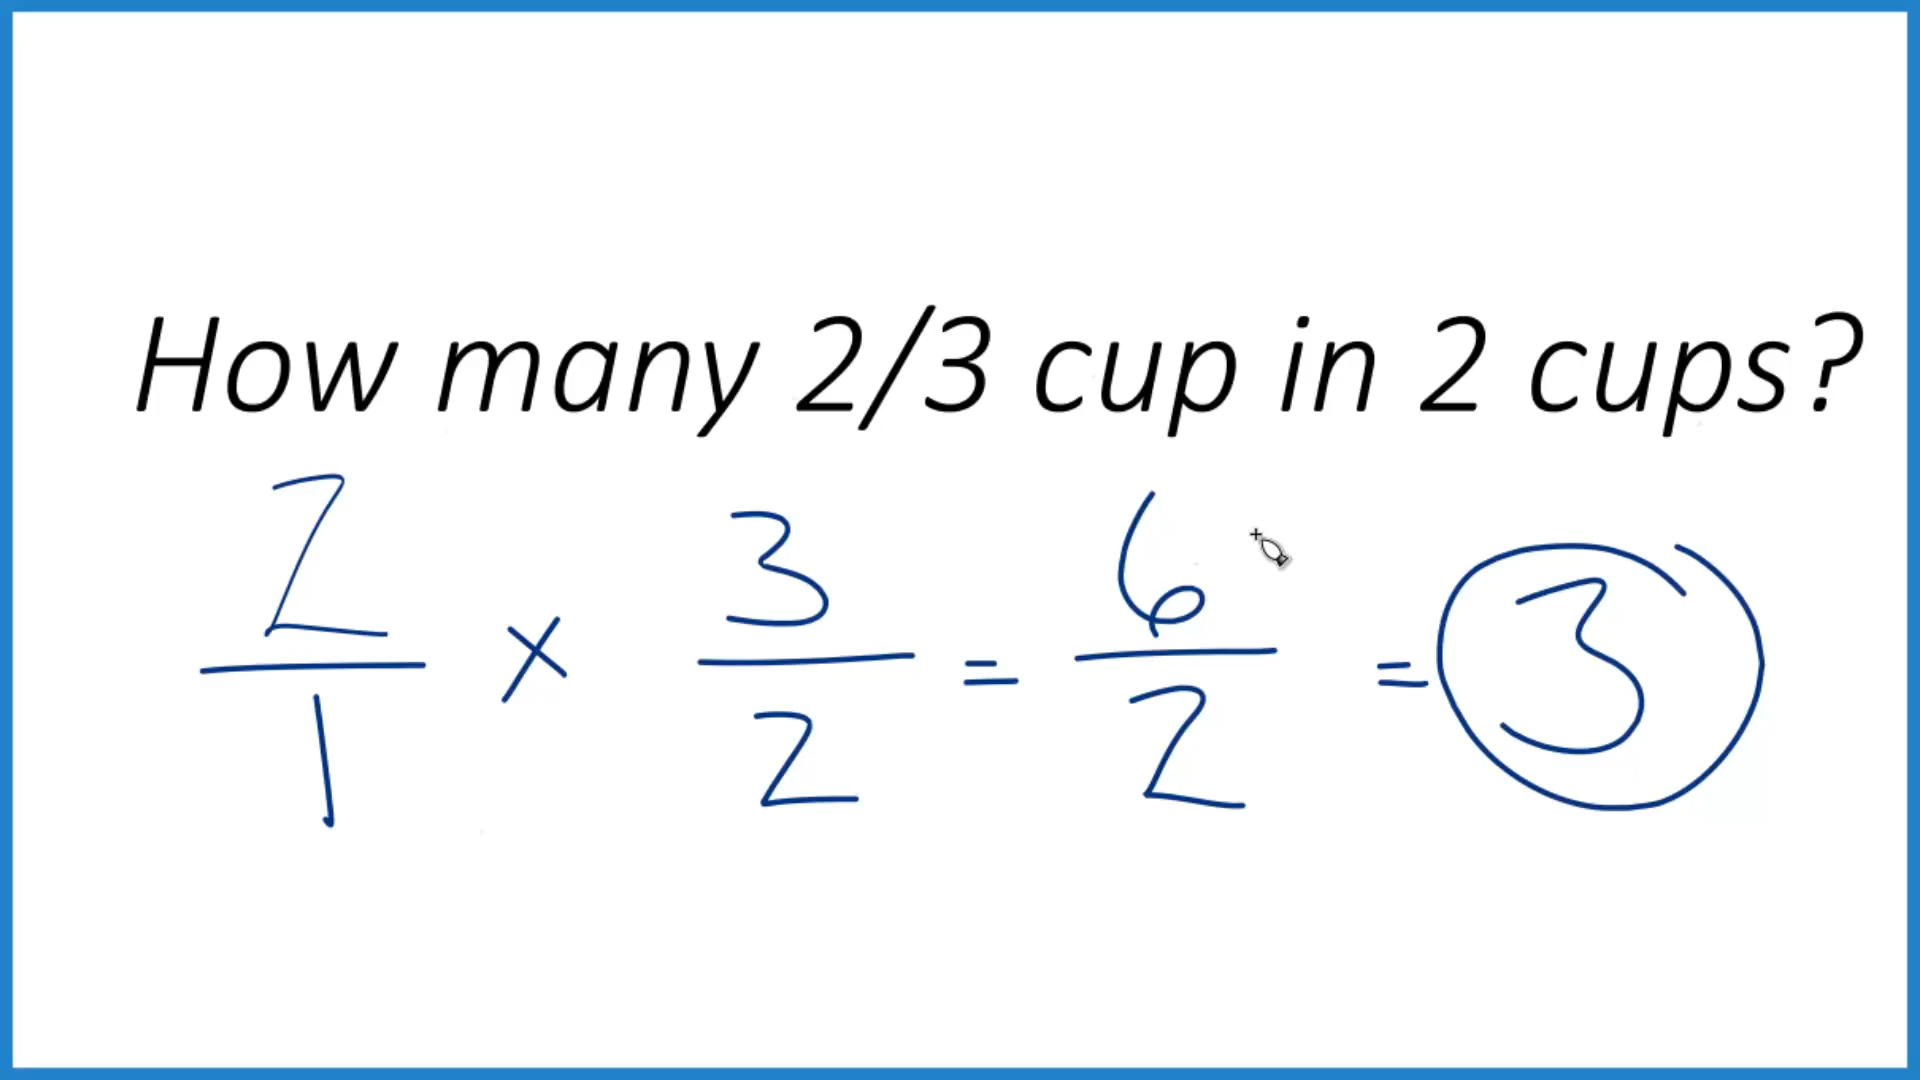 How many 2/3 cup in 2 cups?
2/1 × 3/2 = 6/2 = 3